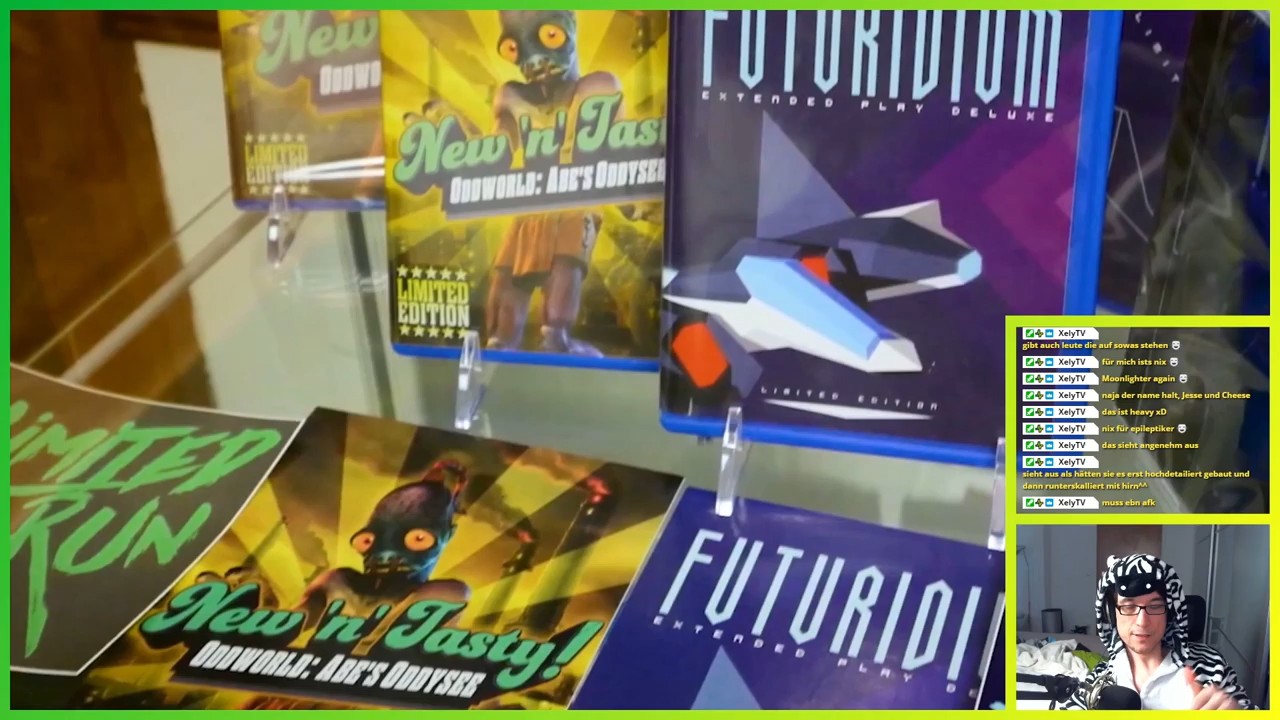 New
ODDWO
LIMITED
EDITION
New 'n' Tas
ODDWORLD: ABE'S ODDYSEE
LIMITED
EDITION
FUTURIDIUM
EXTENDED PLAY DELUXE
LIMITED EDITION
LIMITED
RUN
New 'n' Tasty!
ODDWORLD: ABE'S ODDYSEE
FUTURIDI
EXTENDED PLAY
XelyTV
gibt auch leute die auf sowas stehen
XelyTV für mich ists nix
XelyTV Moonlighter again
XelyTV naja der name halt, Jesse und Cheese
XelyTV das ist heavy xD
XelyTV nix für epileptiker
XelyTV das sieht angenehm aus
XelyTV
sieht aus als hätten sie es erst hochdetailiert gebaut und
dann runterskalliert mit hirn^^
XelyTV muss ebn afk